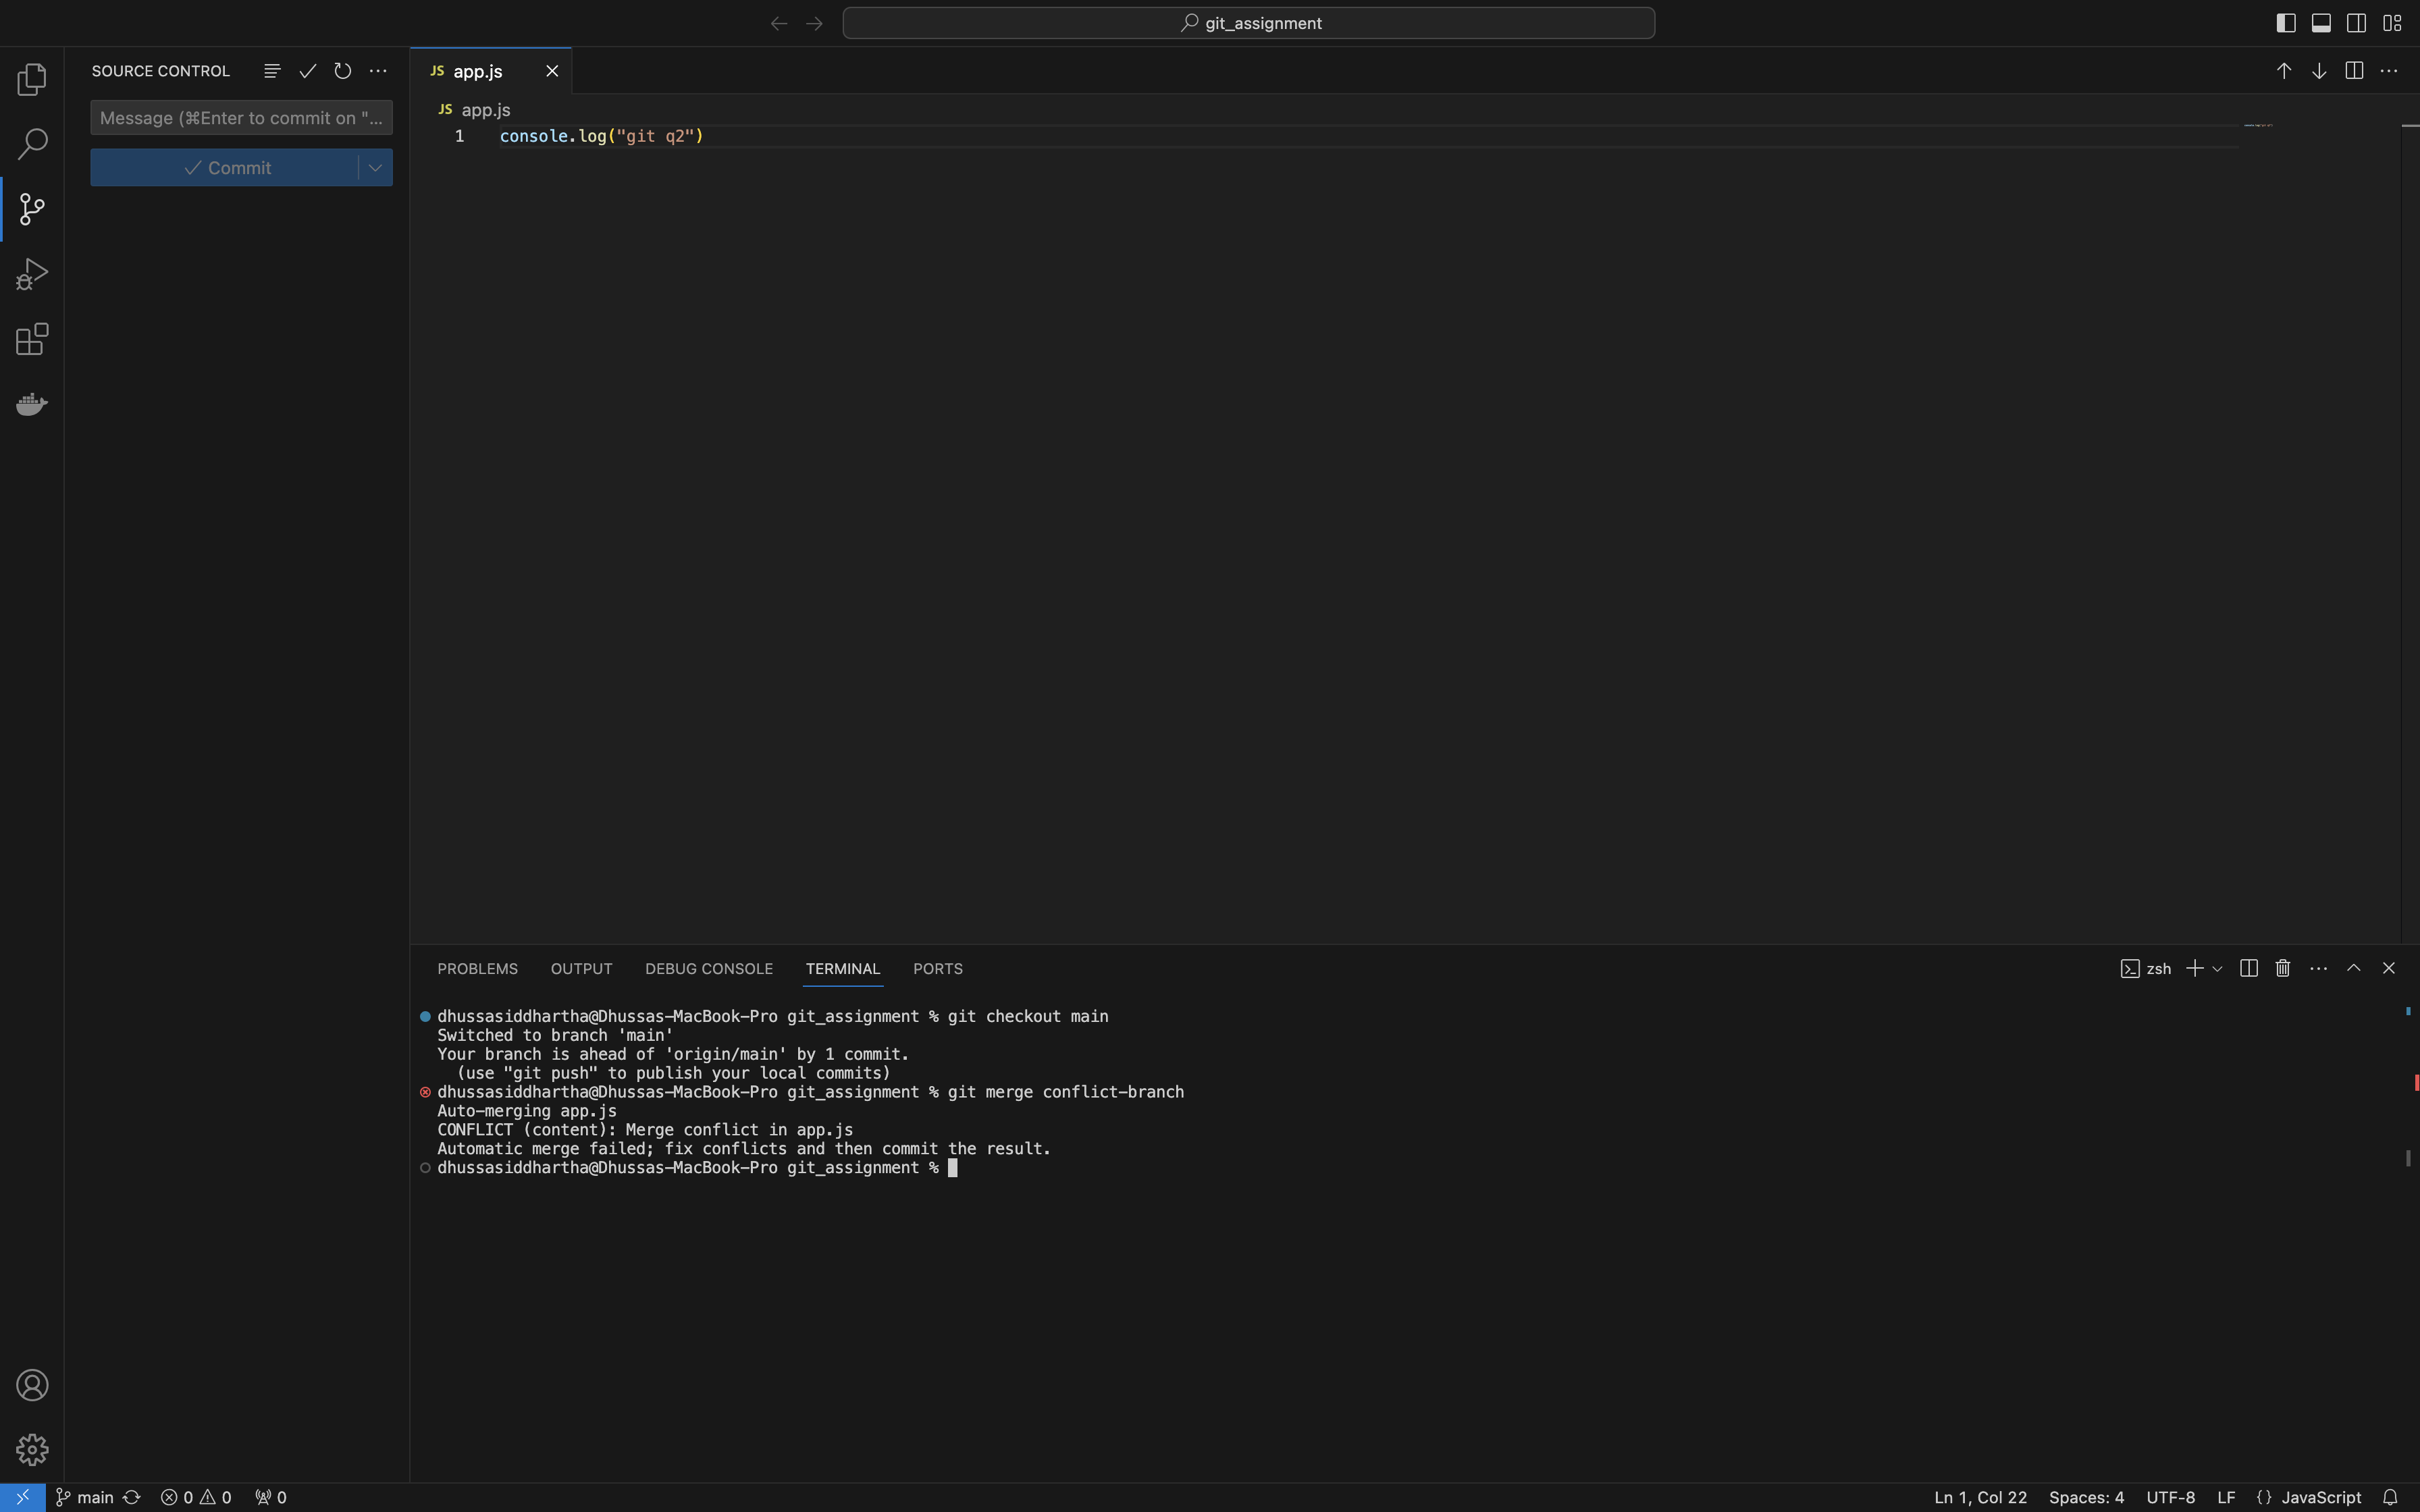 git_assignment
SOURCE CONTROL
Message (⌘Enter to commit on "...
Commit
JS app.js
JS app.js
1 console.log("git q2")
PROBLEMS OUTPUT DEBUG CONSOLE TERMINAL PORTS
zsh
dhussasiddhartha@Dhussas-MacBook-Pro git_assignment % git checkout main
Switched to branch 'main'
Your branch is ahead of 'origin/main' by 1 commit.
(use "git push" to publish your local commits)
dhussasiddhartha@Dhussas-MacBook-Pro git_assignment % git merge conflict-branch
Auto-merging app.js
CONFLICT (content): Merge conflict in app.js
Automatic merge failed; fix conflicts and then commit the result.
dhussasiddhartha@Dhussas-MacBook-Pro git_assignment %
main 0 0 0 Ln 1, Col 22 Spaces: 4 UTF-8 LF {} JavaScript